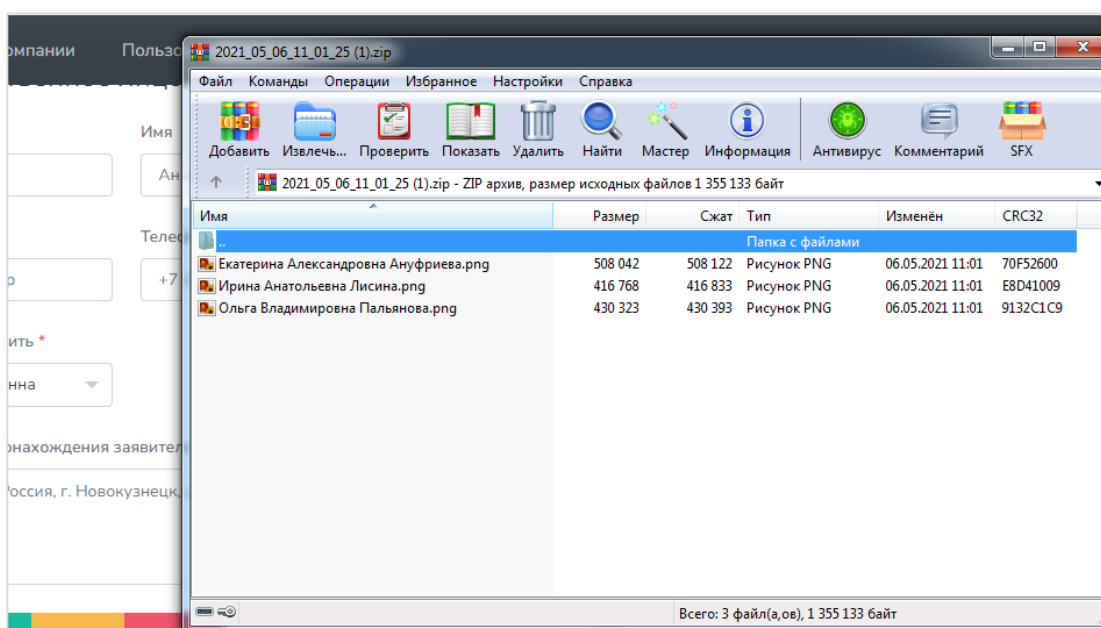 омпании Пользо
2021_05_06_11_01_25 (1).zip
Файл Команды Операции Избранное Настройки Справка
Добавить Извлечь... Проверить Показать Удалить Найти Мастер Информация Антивирус Комментарий SFX
2021_05_06_11_01_25 (1).zip - ZIP архив, размер исходных файлов 1 355 133 байт
Имя Размер Сжат Тип Изменён CRC32
.. Папка с файлами
Екатерина Александровна Ануфриева.png 508 042 508 122 Рисунок PNG 06.05.2021 11:01 70F52600
Ирина Анатольевна Лисина.png 416 768 416 833 Рисунок PNG 06.05.2021 11:01 E8D41009
Ольга Владимировна Пальянова.png 430 323 430 393 Рисунок PNG 06.05.2021 11:01 9132C1C9
Всего: 3 файл(а,ов), 1 355 133 байт
Имя
Ан
Телеф
+7
ить *
нна
онахождения заявител
Россия, г. Новокузнецк,